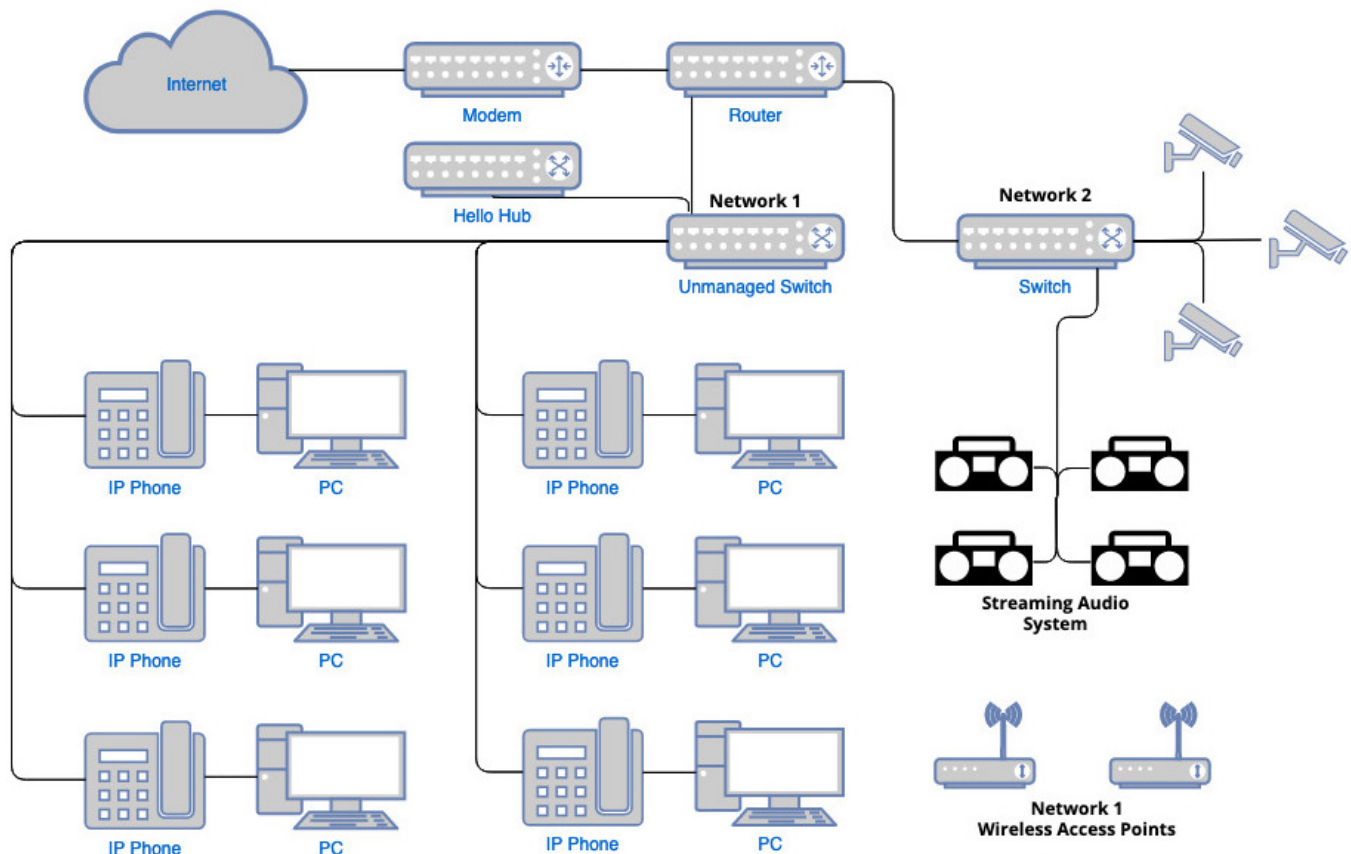 Internet
Modem
Router
Hello Hub
Network 1
Unmanaged Switch
Network 2
Switch
IP Phone
PC
IP Phone
PC
IP Phone
PC
IP Phone
PC
Streaming Audio
System
IP Phone
PC
IP Phone
PC
Network 1
Wireless Access Points